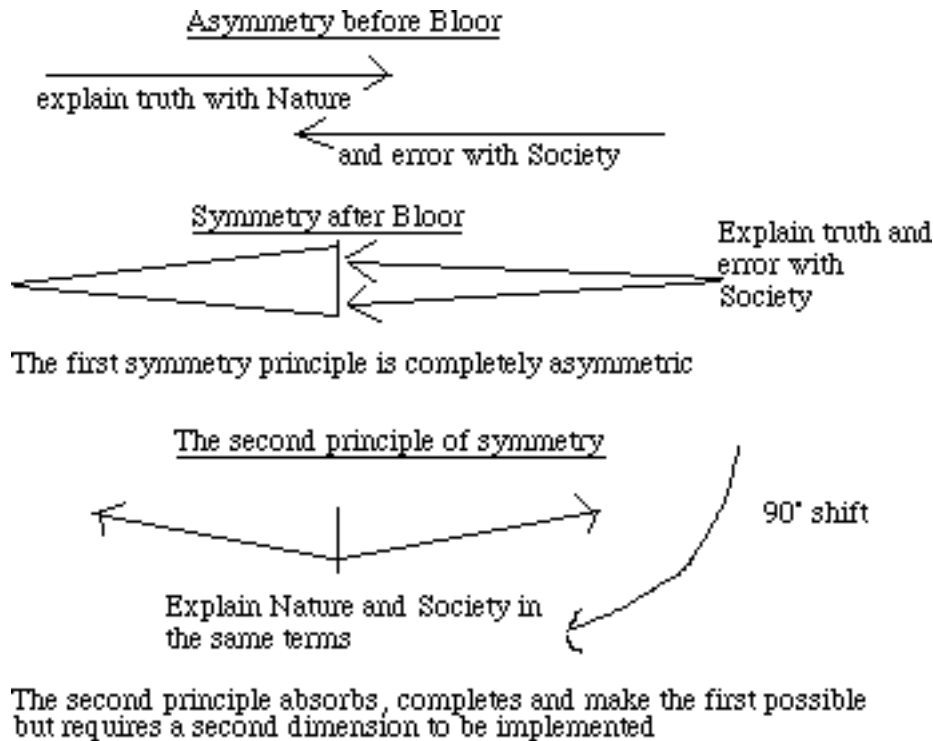 Asymmetry before Bloor
explain truth with Nature
and error with Society
Symmetry after Bloor
Explain truth and
error with
Society
The first symmetry principle is completely asymmetric
The second principle of symmetry
90° shift
Explain Nature and Society in
the same terms
The second principle absorbs, completes and make the first possible
but requires a second dimension to be implemented